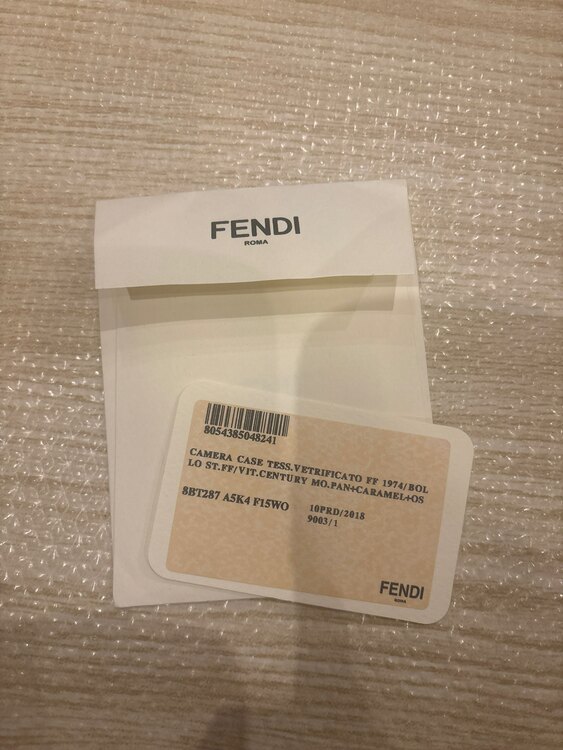 FENDI
ROMA
8054385048241
CAMERA CASE TESS.VETRIFICATO FF 1974/BOL
LO ST.FF/VIT.CENTURY MO.PAN+CARAMEL+OS
8BT287 A5K4 F15WO 10PRD/2018
9003/1
FENDI
ROMA